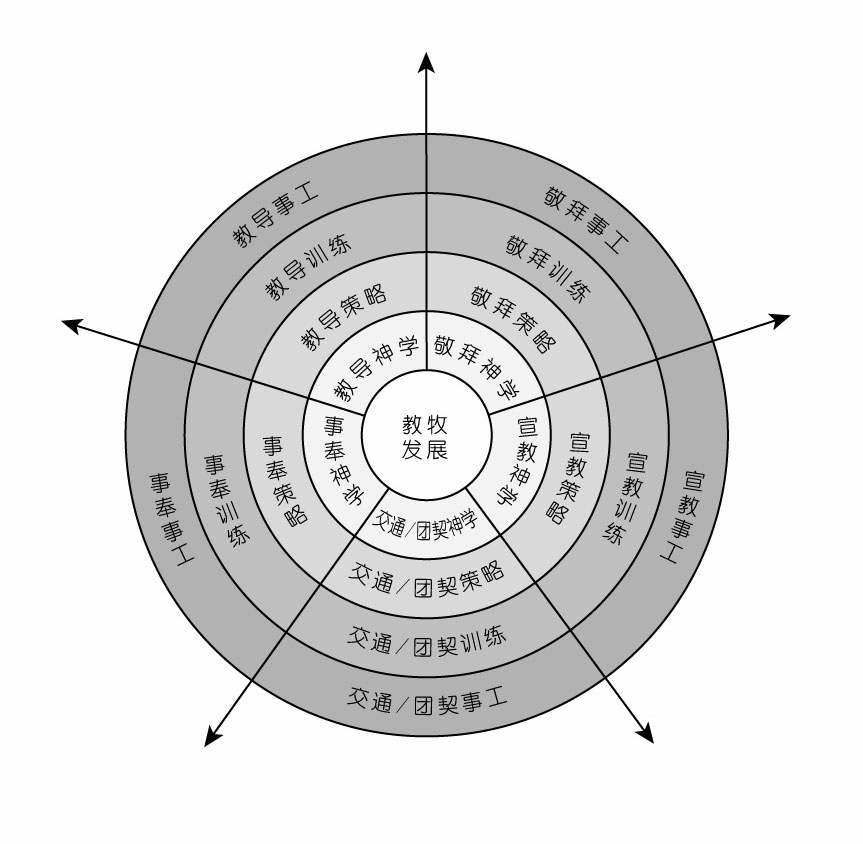 教导事工
敬拜事工
教导训练
敬拜训练
教导策略
敬拜策略
教导神学
敬拜神学
教牧
发展
事奉神学
宣教神学
事奉策略
宣教策略
事奉训练
宣教训练
事奉事工
宣教事工
交通/团契神学
交通/团契策略
交通/团契训练
交通/团契事工